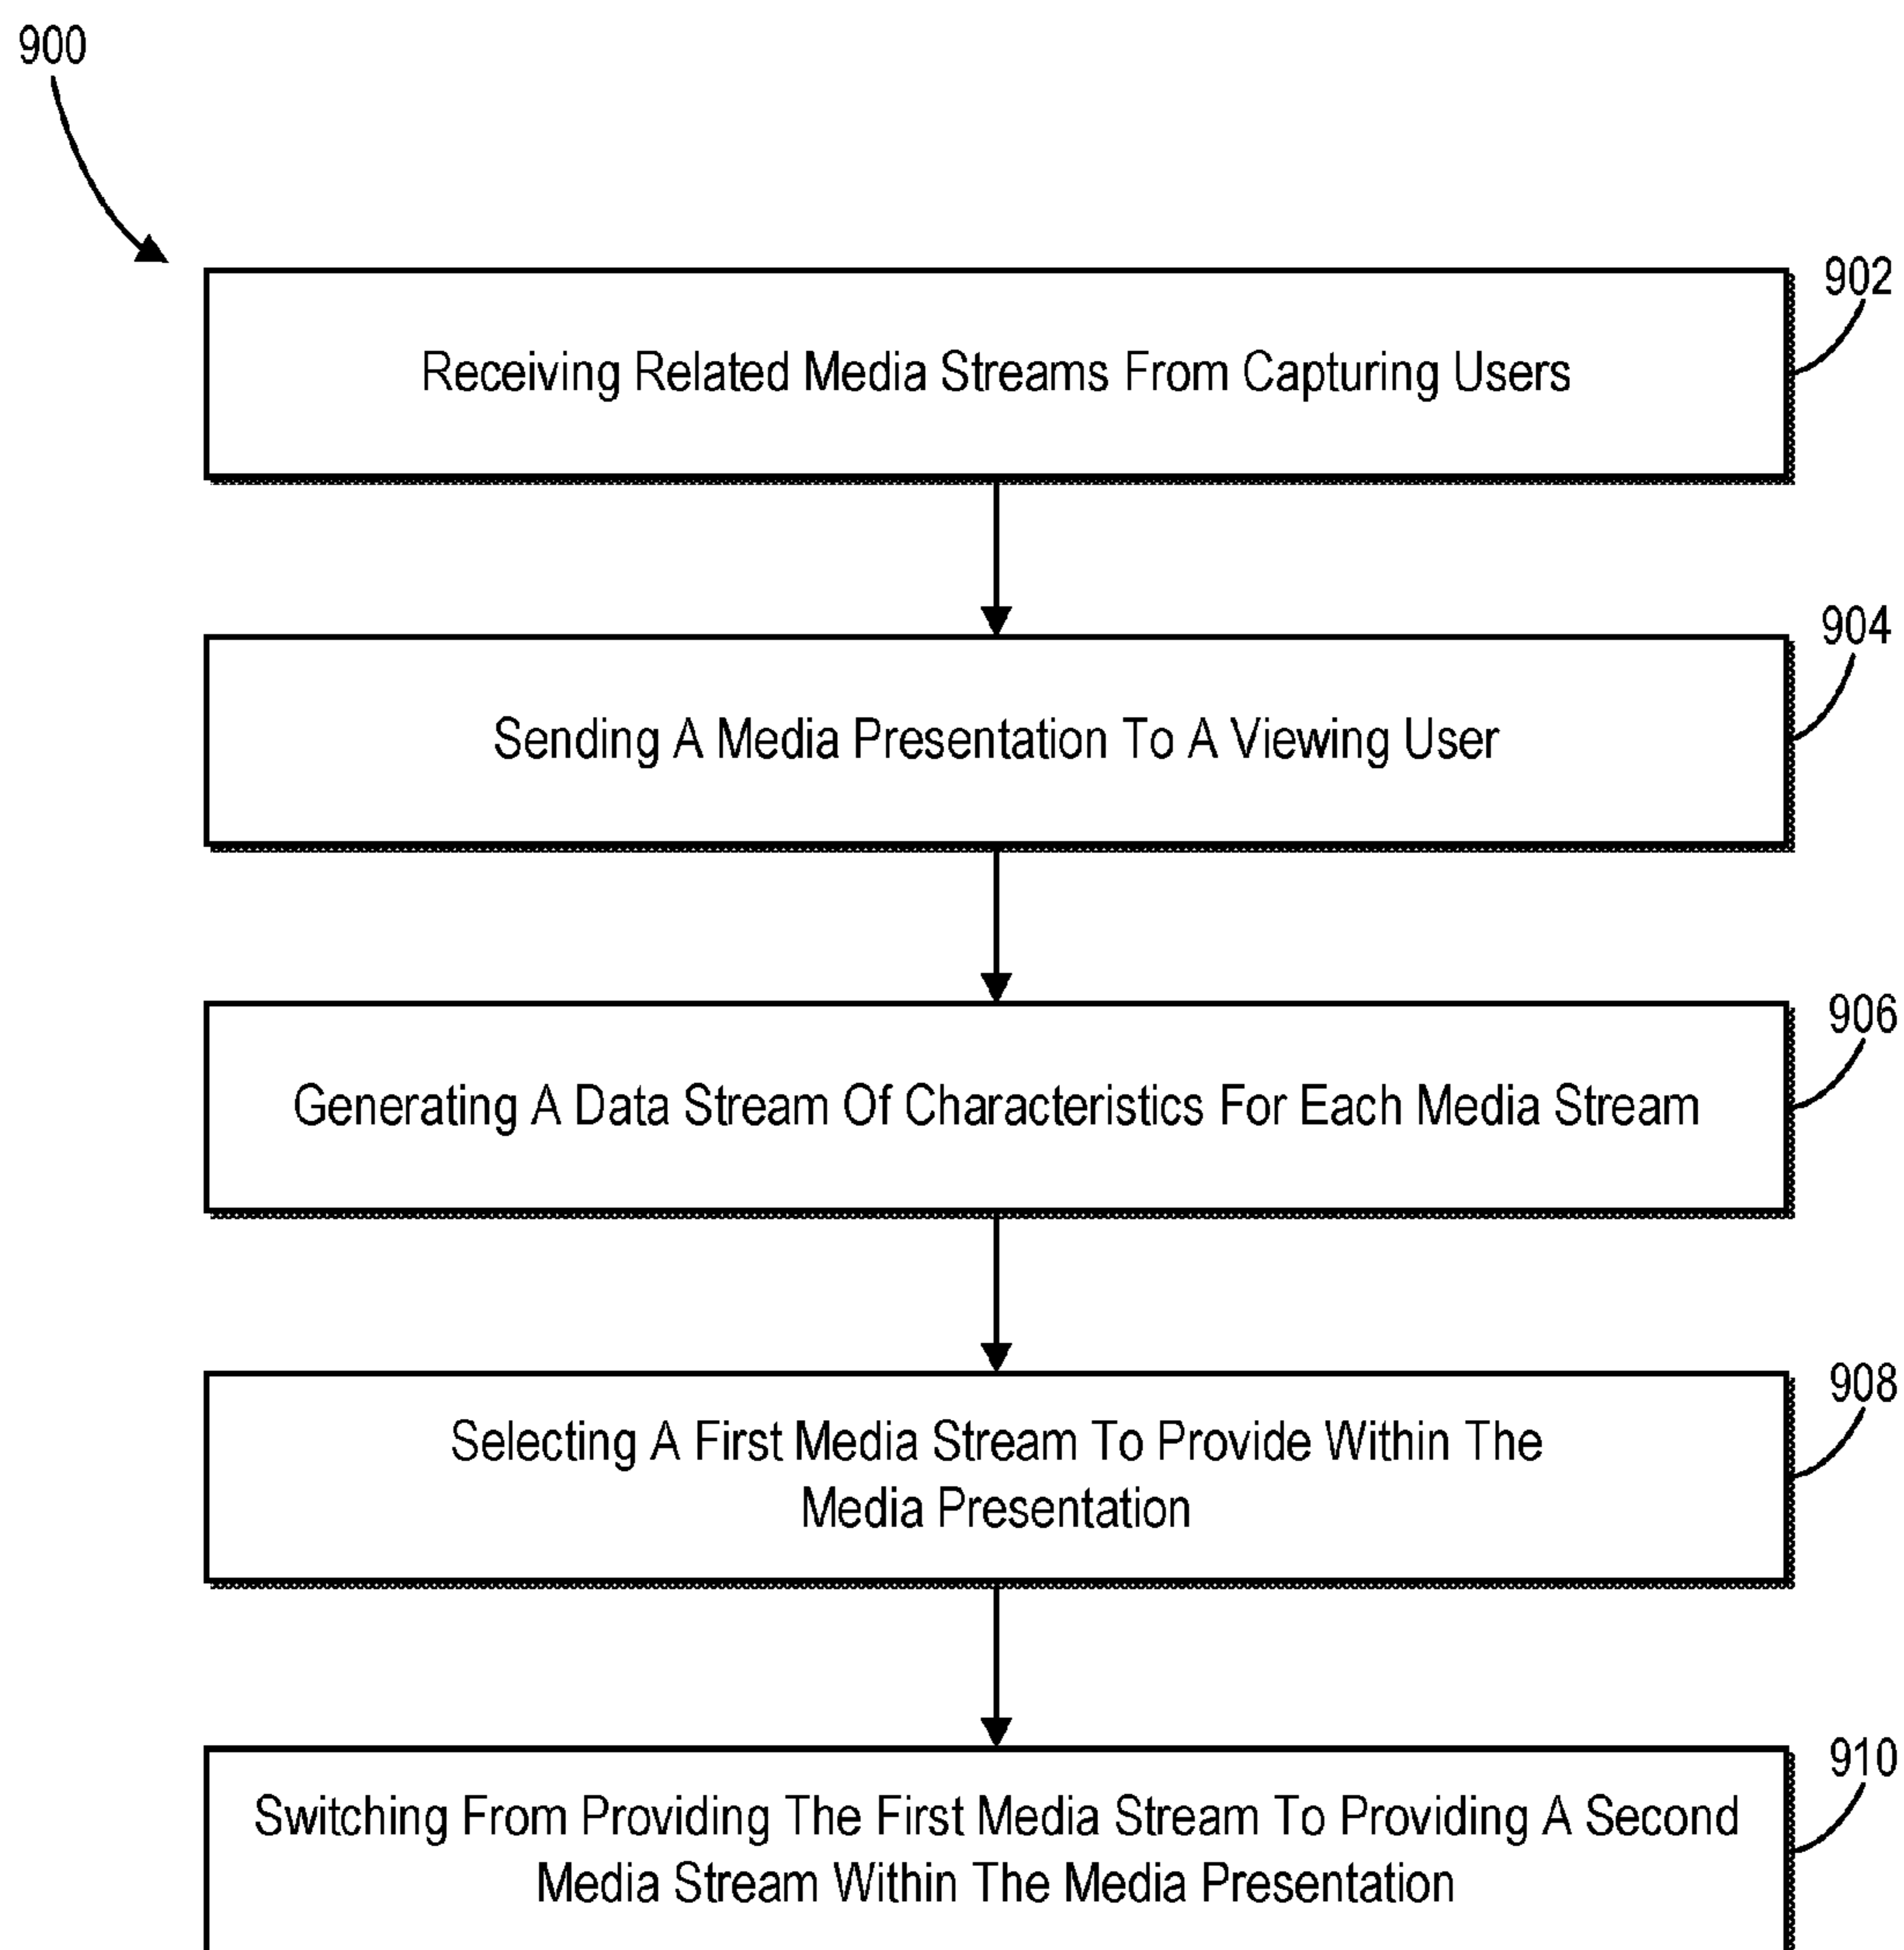 900
902
Receiving Related Media Streams From Capturing Users
904
Sending A Media Presentation To A Viewing User
906
Generating A Data Stream Of Characteristics For Each Media Stream
908
Selecting A First Media Stream To Provide Within The
Media Presentation
910
Switching From Providing The First Media Stream To Providing A Second
Media Stream Within The Media Presentation